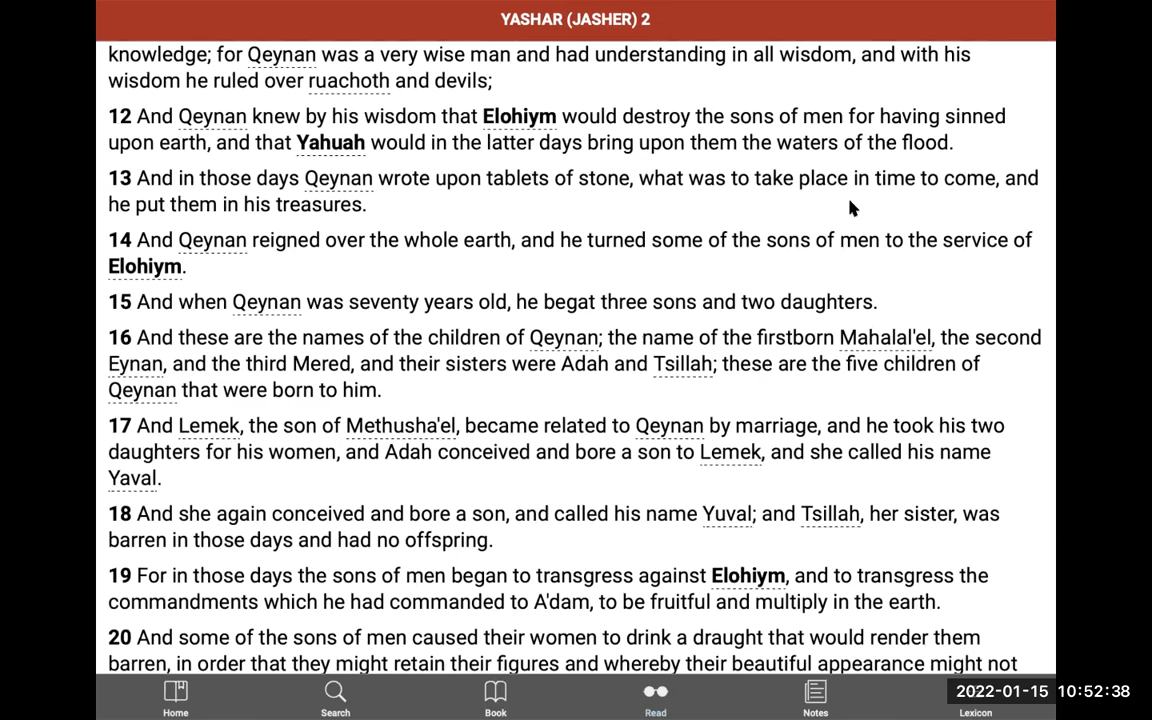 YASHAR (JASHER) 2
knowledge; for Qeynan was a very wise man and had understanding in all wisdom, and with his
wisdom he ruled over ruachoth and devils;
12 And Qeynan knew by his wisdom that Elohiym would destroy the sons of men for having sinned
upon earth, and that Yahuah would in the latter days bring upon them the waters of the flood.
13 And in those days Qeynan wrote upon tablets of stone, what was to take place in time to come, and
he put them in his treasures.
14 And Qeynan reigned over the whole earth, and he turned some of the sons of men to the service of
Elohiym.
15 And when Qeynan was seventy years old, he begat three sons and two daughters.
16 And these are the names of the children of Qeynan; the name of the firstborn Mahalal'el, the second
Eynan, and the third Mered, and their sisters were Adah and Tsillah; these are the five children of
Qeynan that were born to him.
17 And Lemek, the son of Methusha'el, became related to Qeynan by marriage, and he took his two
daughters for his women, and Adah conceived and bore a son to Lemek, and she called his name
Yaval.
18 And she again conceived and bore a son, and called his name Yuval; and Tsillah, her sister, was
barren in those days and had no offspring.
19 For in those days the sons of men began to transgress against Elohiym, and to transgress the
commandments which he had commanded to A'dam, to be fruitful and multiply in the earth.
20 And some of the sons of men caused their women to drink a draught that would render them
barren, in order that they might retain their figures and whereby their beautiful appearance might not
2022-01-15 10:52:38
Home Search Book Read Notes Lexicon